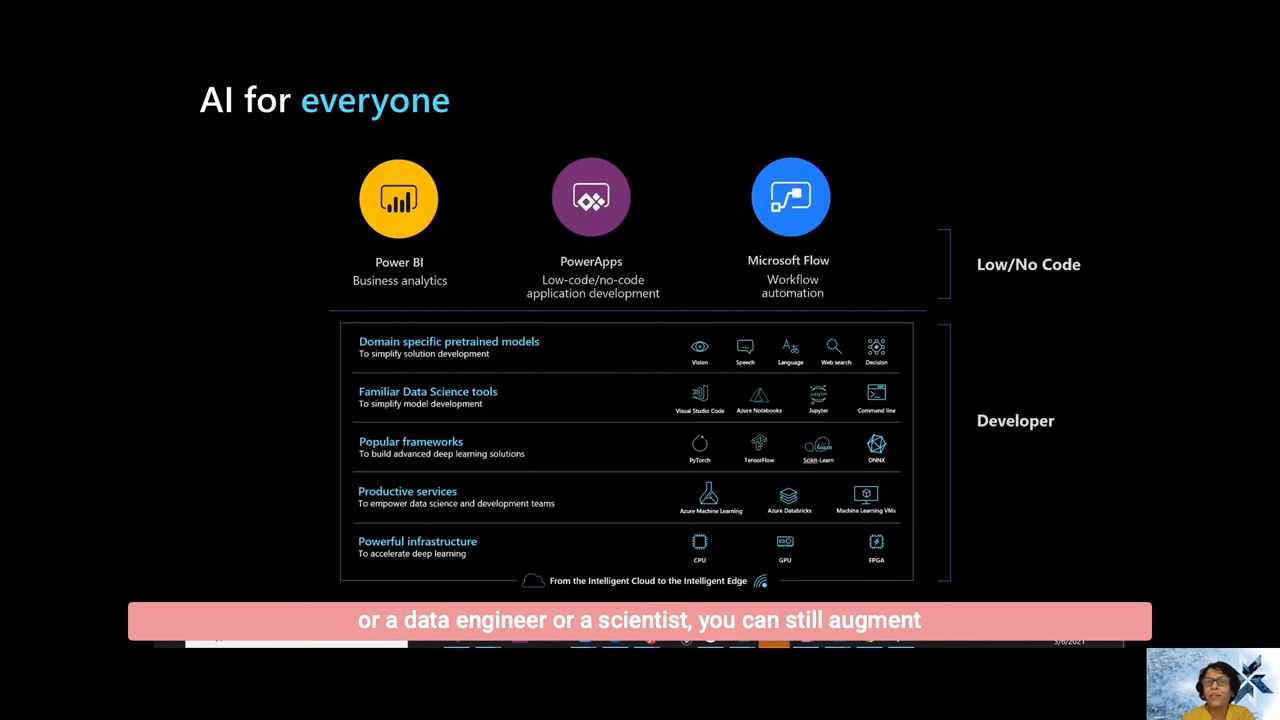 AI for everyone
Power BI
Business analytics
PowerApps
Low-code/no-code
application development
Microsoft Flow
Workflow
automation
Low/No Code
Domain specific pretrained models
To simplify solution development
Vision
Speech
Language
Web search
Decision
Familiar Data Science tools
To simplify model development
Visual Studio Code
Azure Notebooks
Jupyter
Command line
Developer
Popular frameworks
To build advanced deep learning solutions
PyTorch
TensorFlow
Scikit-Learn
ONNX
Productive services
To empower data science and development teams
Azure Machine Learning
Azure Databricks
Machine Learning VMs
Powerful infrastructure
To accelerate deep learning
CPU
GPU
FPGA
From the Intelligent Cloud to the Intelligent Edge
or a data engineer or a scientist, you can still augment
3/6/2021